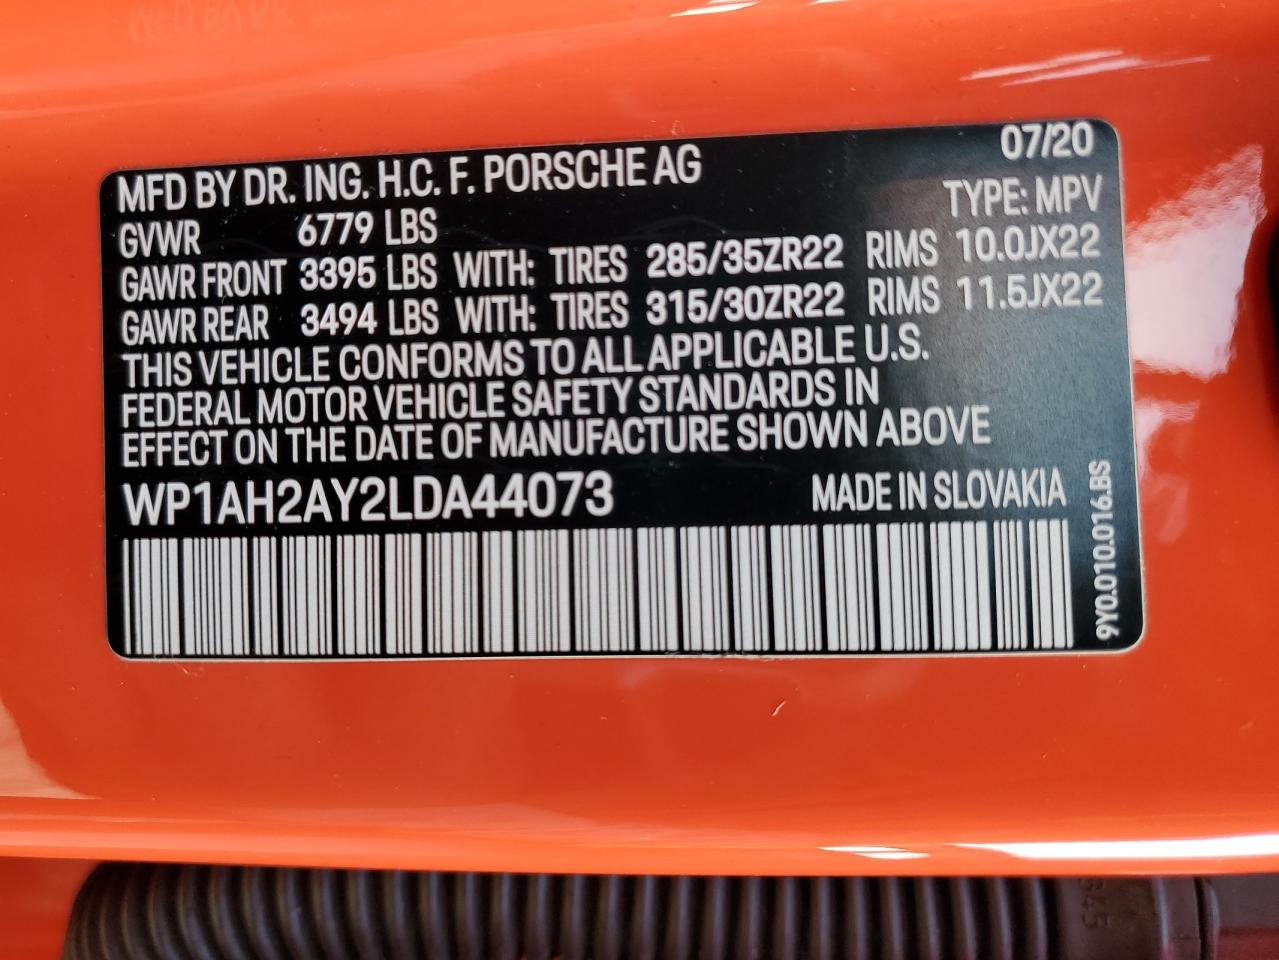 07/20
MFD BY DR. ING. H.C. F. PORSCHE AG
TYPE: MPV
GVWR 6779 LBS
GAWR FRONT 3395 LBS WITH: TIRES 285/35ZR22 RIMS 10.0JX22
GAWR REAR 3494 LBS WITH: TIRES 315/30ZR22 RIMS 11.5JX22
THIS VEHICLE CONFORMS TO ALL APPLICABLE U.S.
FEDERAL MOTOR VEHICLE SAFETY STANDARDS IN
EFFECT ON THE DATE OF MANUFACTURE SHOWN ABOVE
WP1AH2AY2LDA44073 MADE IN SLOVAKIA
9Y0.010.016.BS